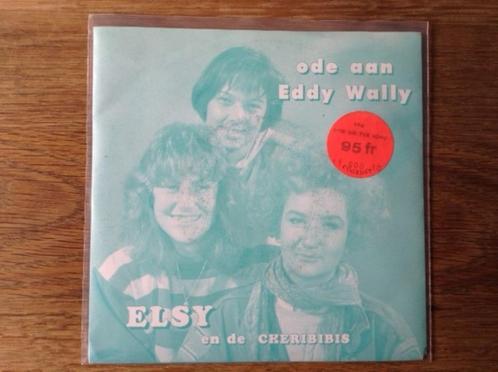 ode aan
Eddy Wally
95 fr
ELSY
en de CHERIBIBIS